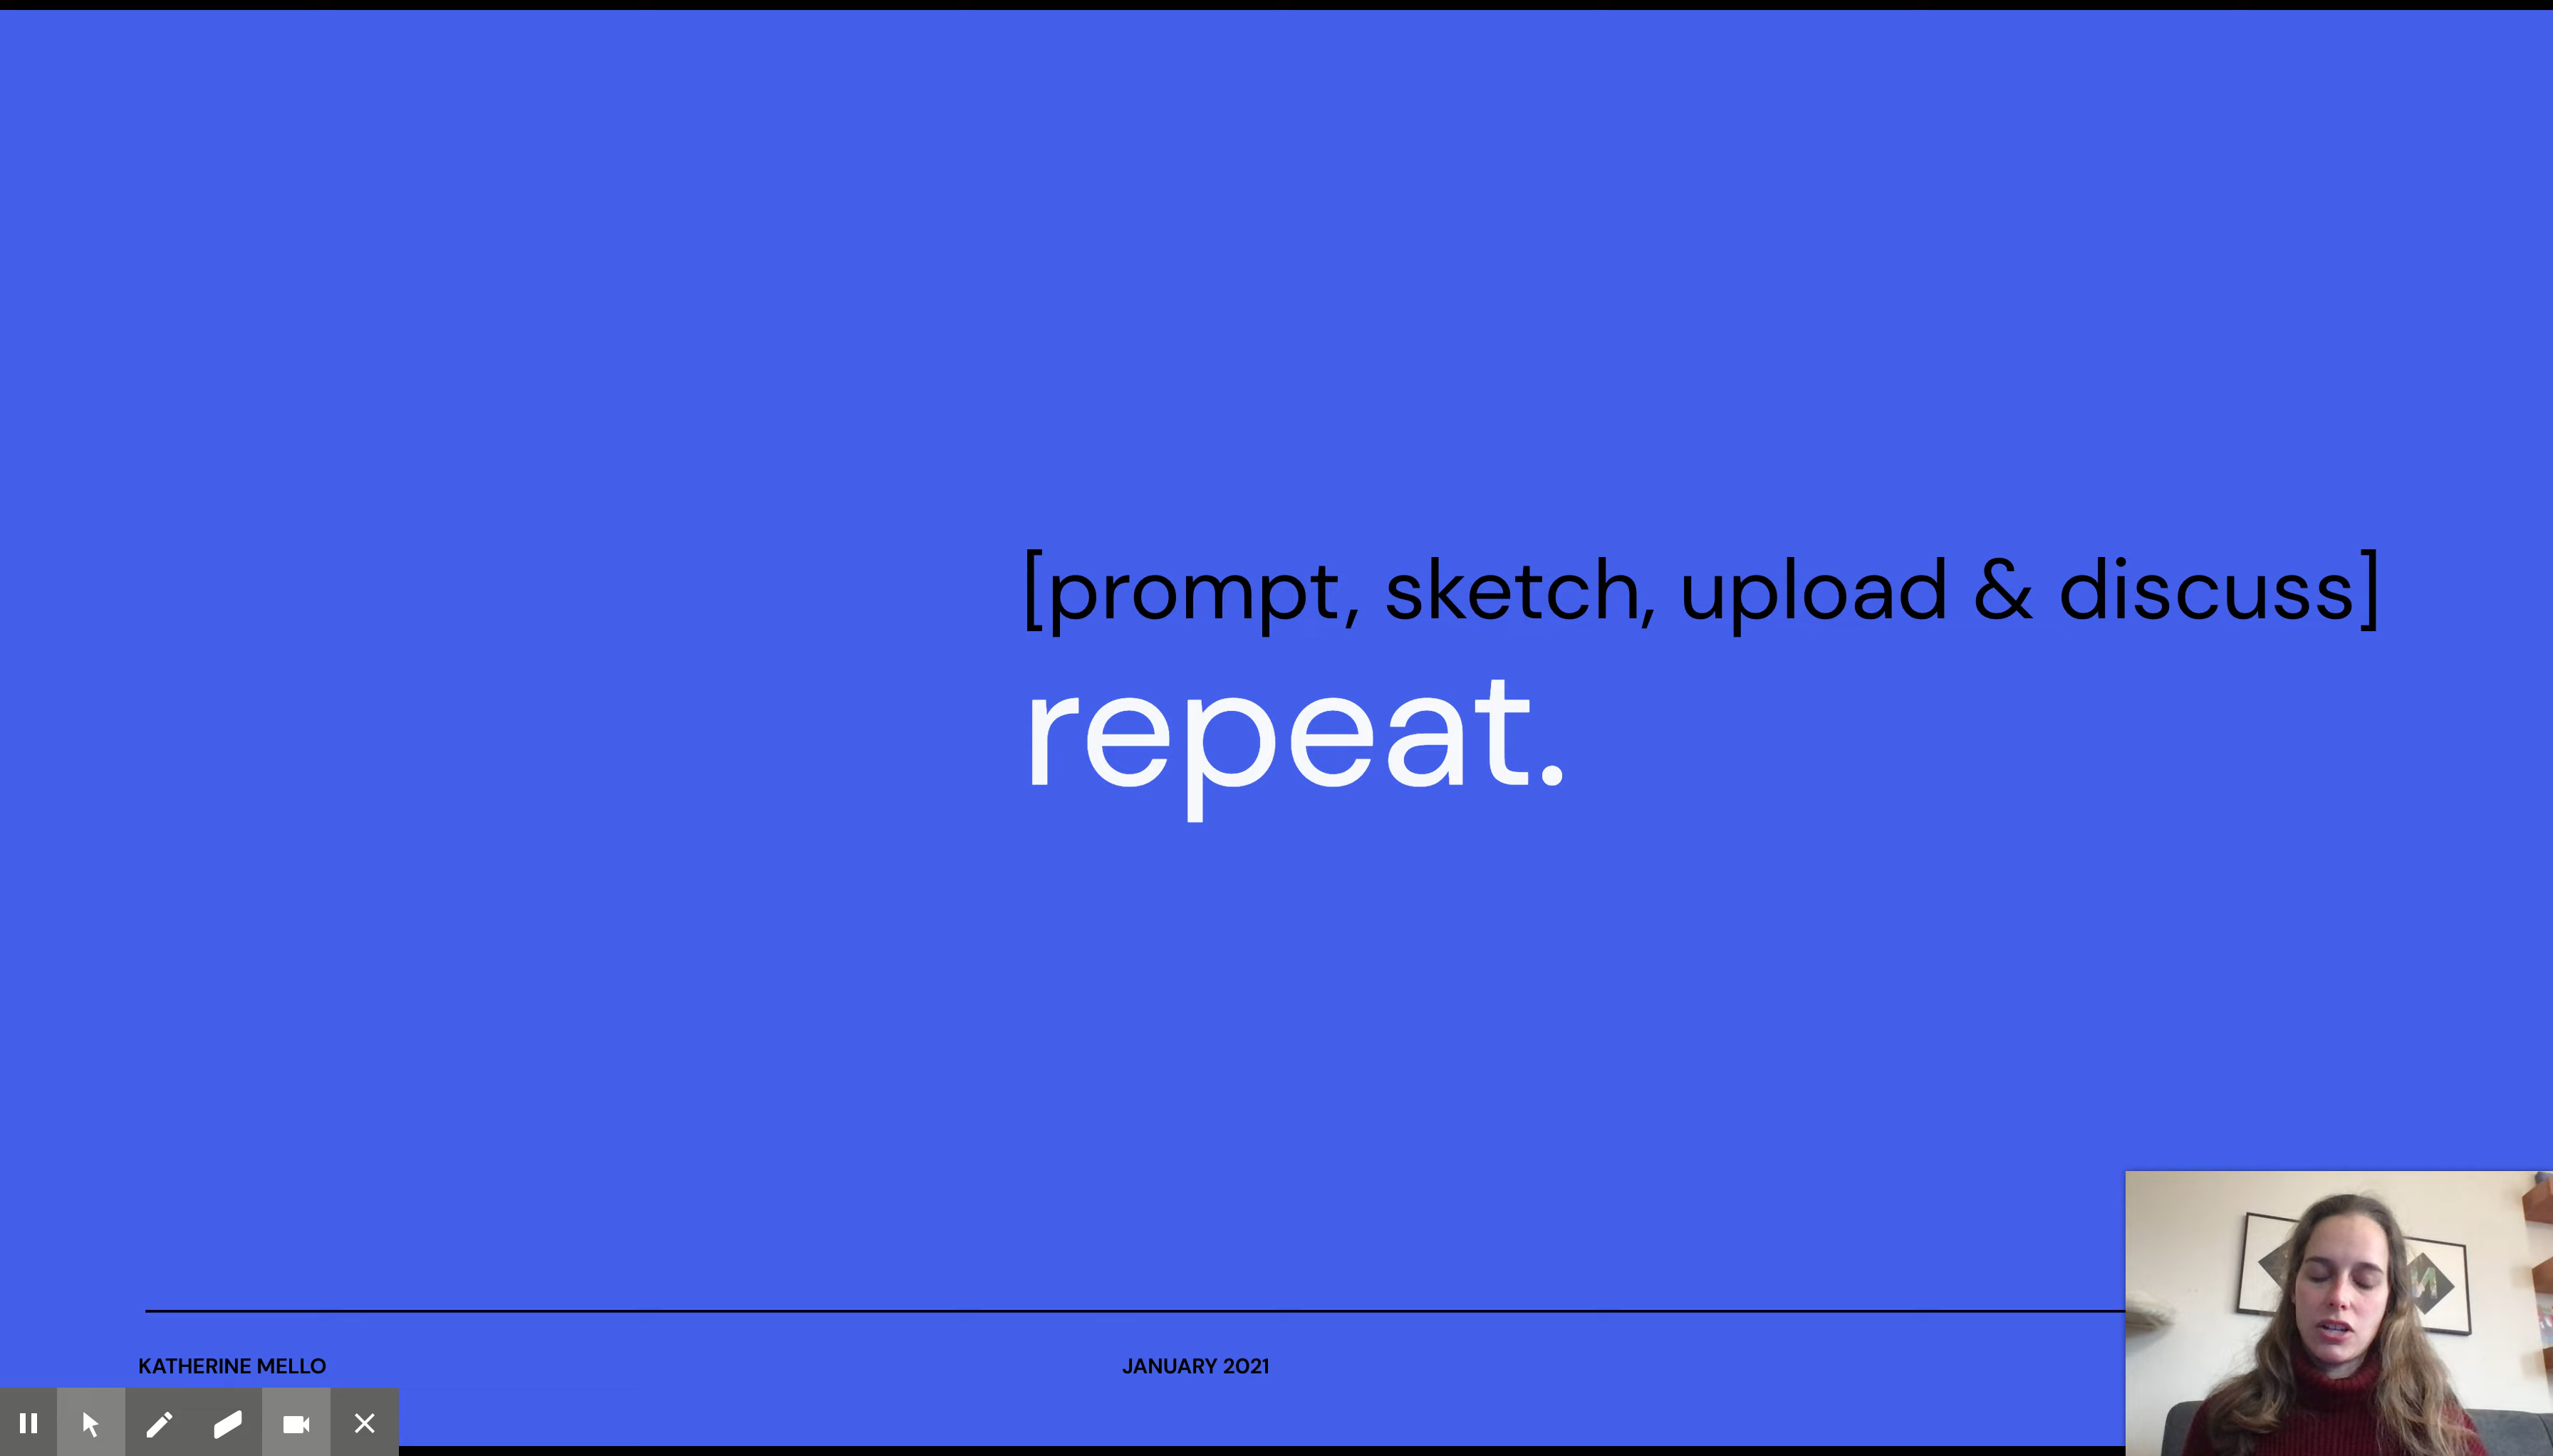 [prompt, sketch, upload & discuss]
repeat.
KATHERINE MELLO
JANUARY 2021